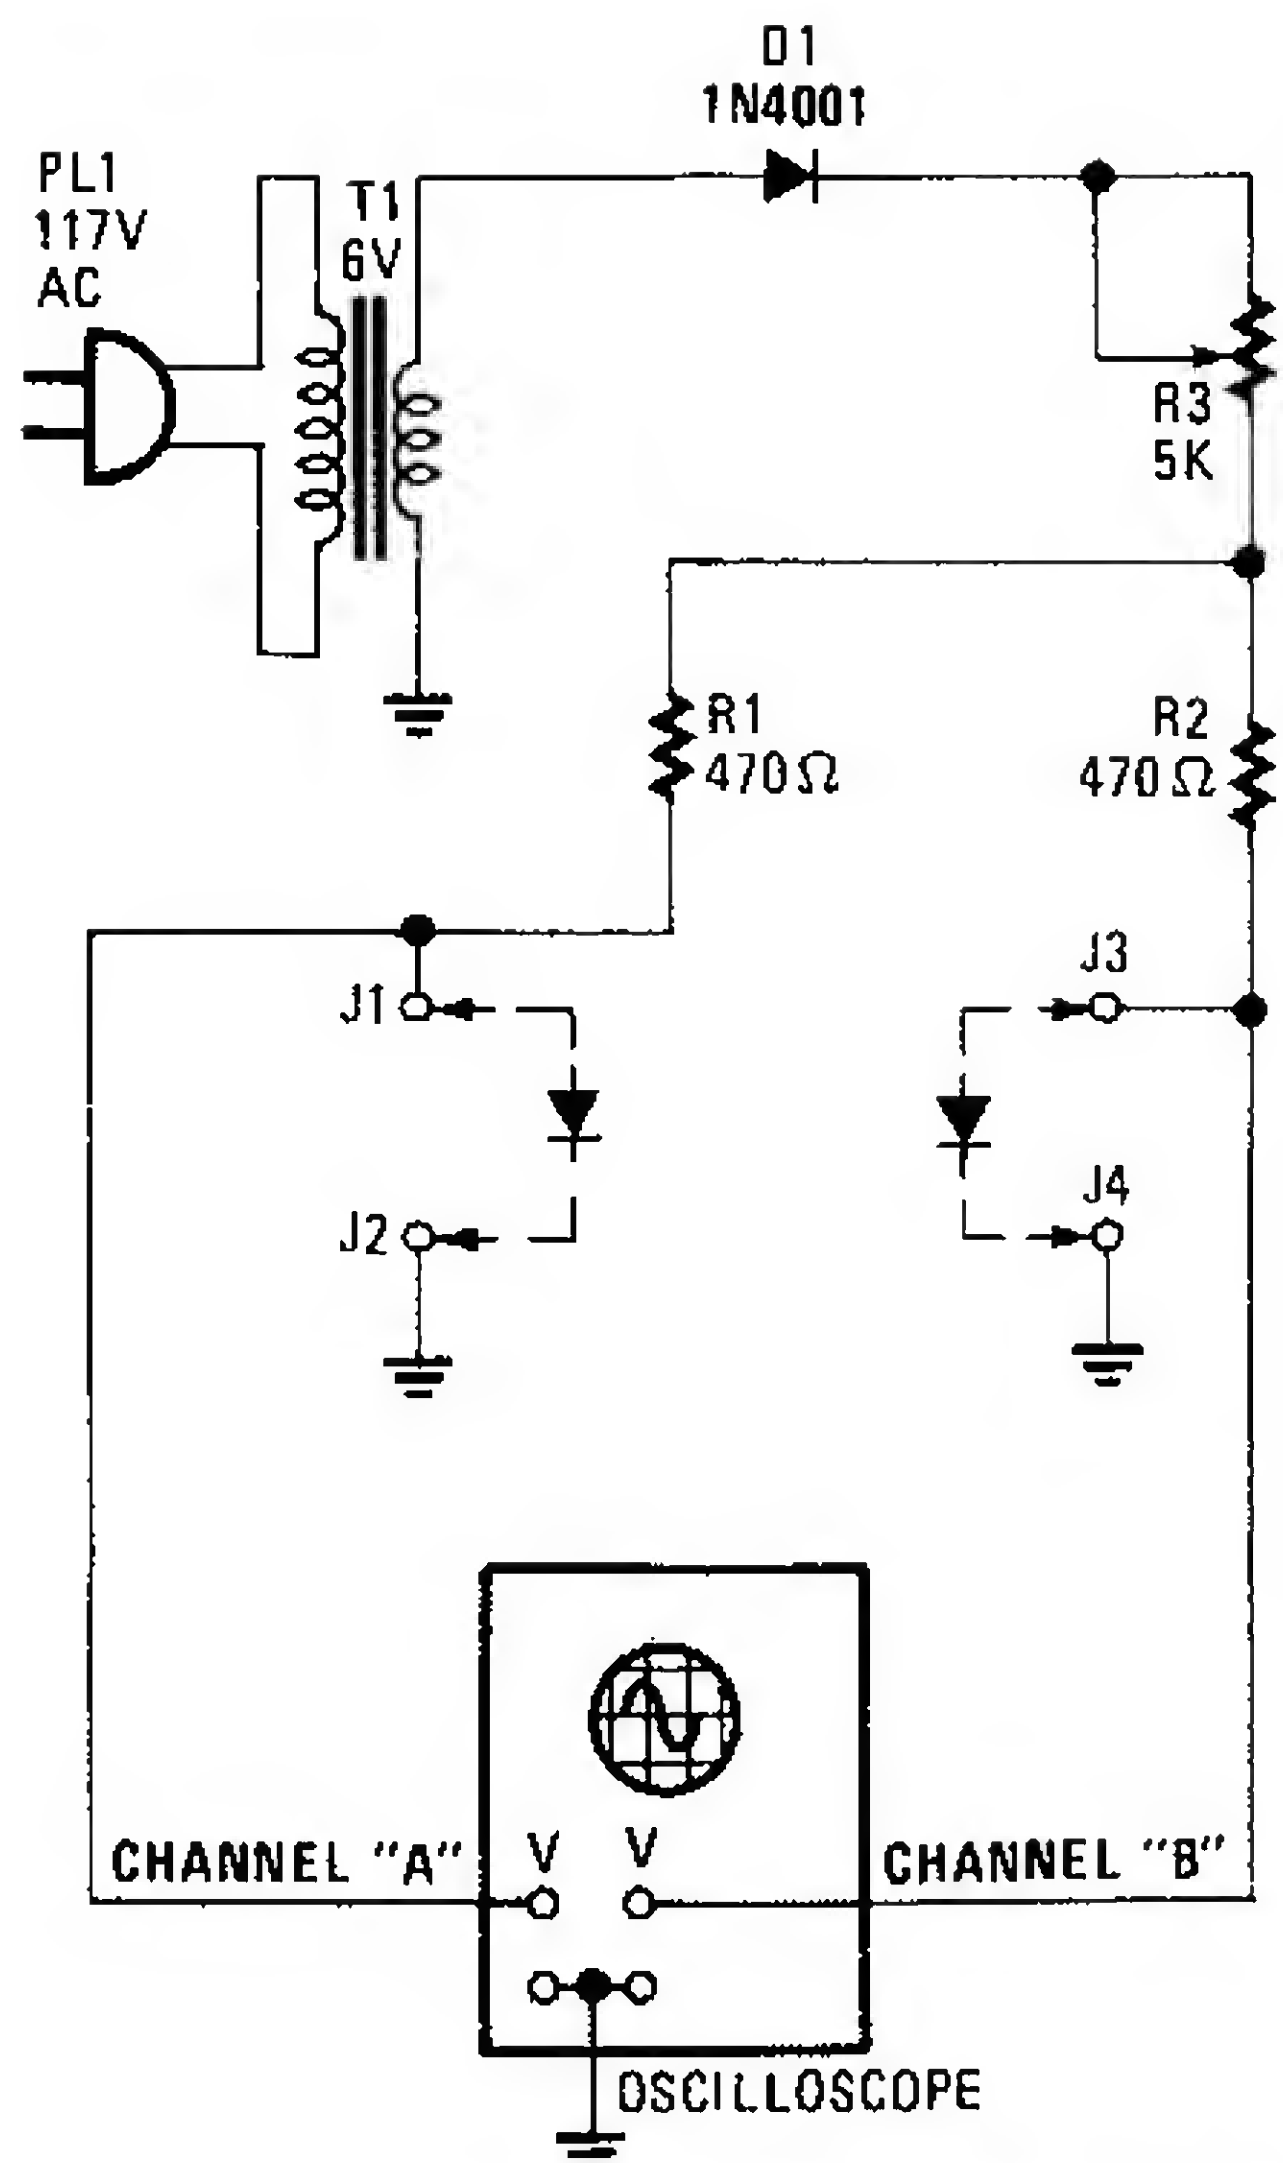 D1
1N4001
PL1
117V
AC
T1
6V
R3
5K
R1
470Ω
R2
470Ω
J1
J3
J2
J4
CHANNEL "A"
V
V
CHANNEL "B"
OSCILLOSCOPE